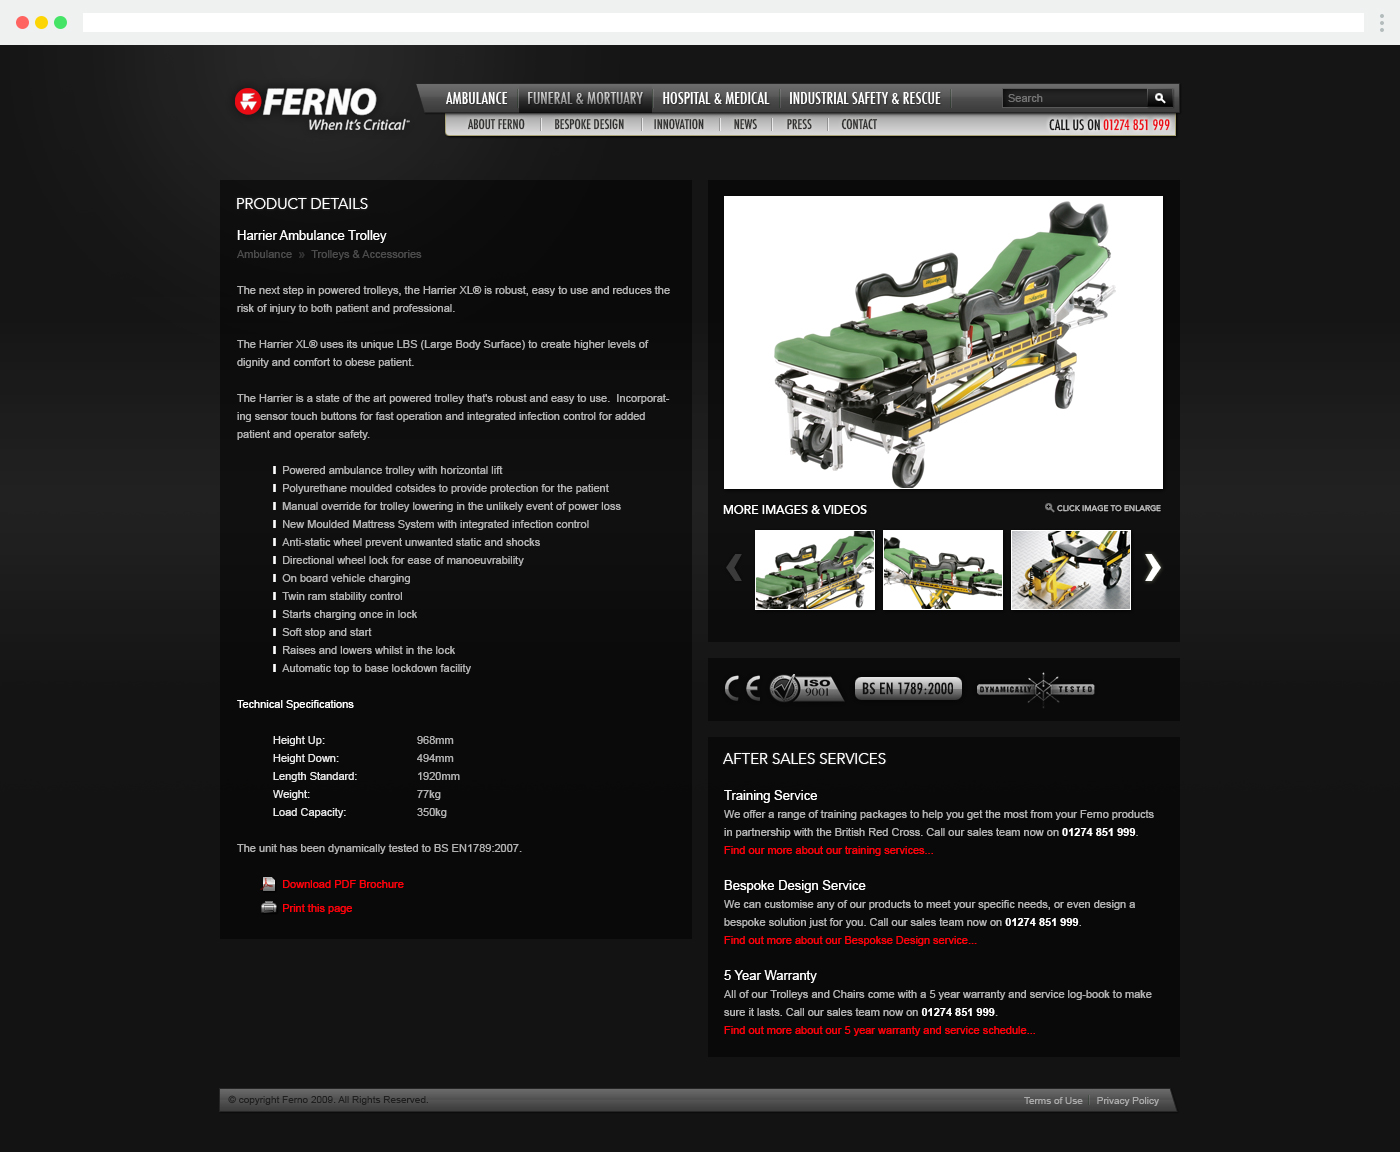 FERNO
When It's Critical™
AMBULANCE
FUNERAL & MORTUARY
HOSPITAL & MEDICAL
INDUSTRIAL SAFETY & RESCUE
Search
ABOUT FERNO
BESPOKE DESIGN
INNOVATION
NEWS
PRESS
CONTACT
CALL US ON 01274 851 999
PRODUCT DETAILS
Harrier Ambulance Trolley
Ambulance » Trolleys & Accessories
The next step in powered trolleys, the Harrier XL® is robust, easy to use and reduces the
risk of injury to both patient and professional.
The Harrier XL® uses its unique LBS (Large Body Surface) to create higher levels of
dignity and comfort to obese patient.
The Harrier is a state of the art powered trolley that's robust and easy to use. Incorporat-
ing sensor touch buttons for fast operation and integrated infection control for added
patient and operator safety.
Powered ambulance trolley with horizontal lift
Polyurethane moulded cotsides to provide protection for the patient
Manual override for trolley lowering in the unlikely event of power loss
New Moulded Mattress System with integrated infection control
Anti-static wheel prevent unwanted static and shocks
Directional wheel lock for ease of manoeuvrability
On board vehicle charging
Twin ram stability control
Starts charging once in lock
Soft stop and start
Raises and lowers whilst in the lock
Automatic top to base lockdown facility
Technical Specifications
Height Up: 968mm
Height Down: 494mm
Length Standard: 1920mm
Weight: 77kg
Load Capacity: 350kg
The unit has been dynamically tested to BS EN1789:2007.
Download PDF Brochure
Print this page
MORE IMAGES & VIDEOS
CLICK IMAGE TO ENLARGE
CE
ISO
9001
BS EN 1789:2000
DYNAMICALLY TESTED
AFTER SALES SERVICES
Training Service
We offer a range of training packages to help you get the most from your Ferno products
in partnership with the British Red Cross. Call our sales team now on 01274 851 999.
Find our more about our training services...
Bespoke Design Service
We can customise any of our products to meet your specific needs, or even design a
bespoke solution just for you. Call our sales team now on 01274 851 999.
Find out more about our Bespokse Design service...
5 Year Warranty
All of our Trolleys and Chairs come with a 5 year warranty and service log-book to make
sure it lasts. Call our sales team now on 01274 851 999.
Find out more about our 5 year warranty and service schedule...
© copyright Ferno 2009. All Rights Reserved.
Terms of Use
Privacy Policy